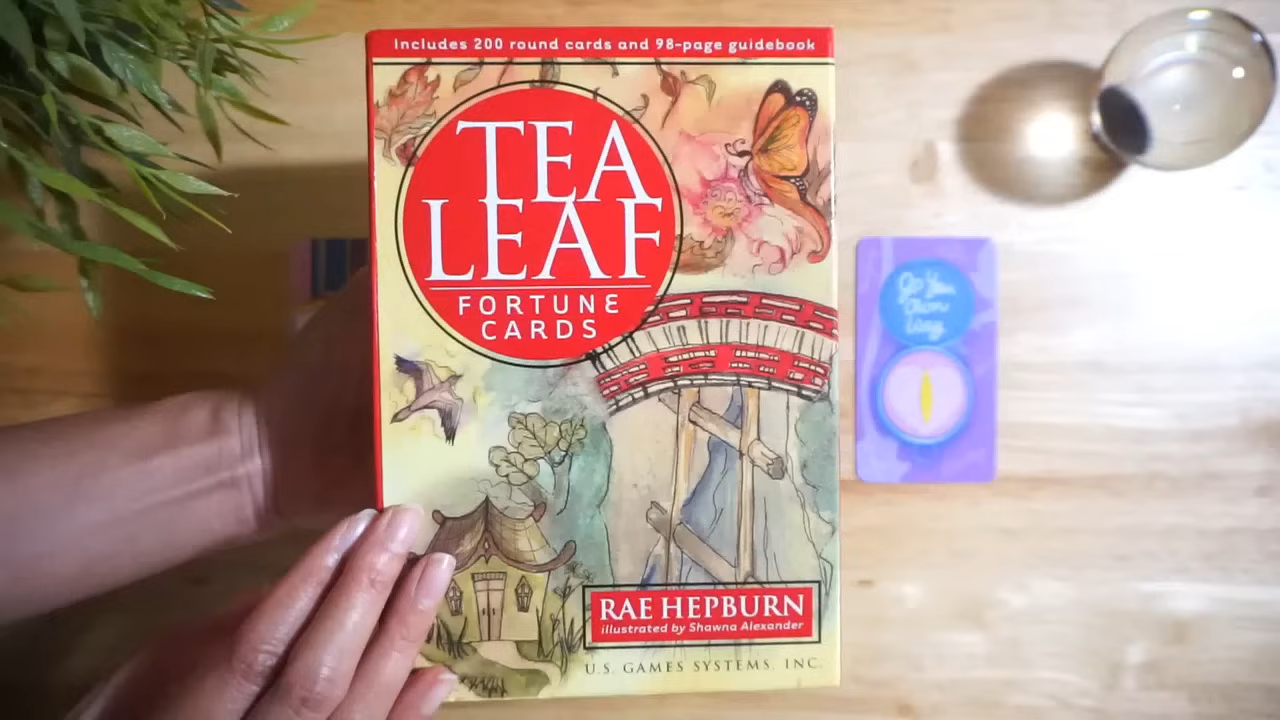 Includes 200 round cards and 98-page guidebook
TEA
LEAF
FORTUNE
CARDS
RAE HEPBURN
illustrated by Shawna Alexander
U.S. GAMES SYSTEMS, INC.
Go Your
Own
Way